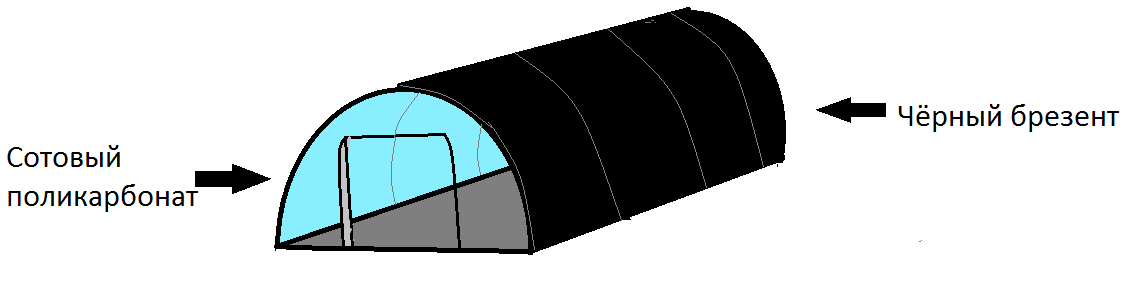 Чёрный брезент
Сотовый
поликарбонат